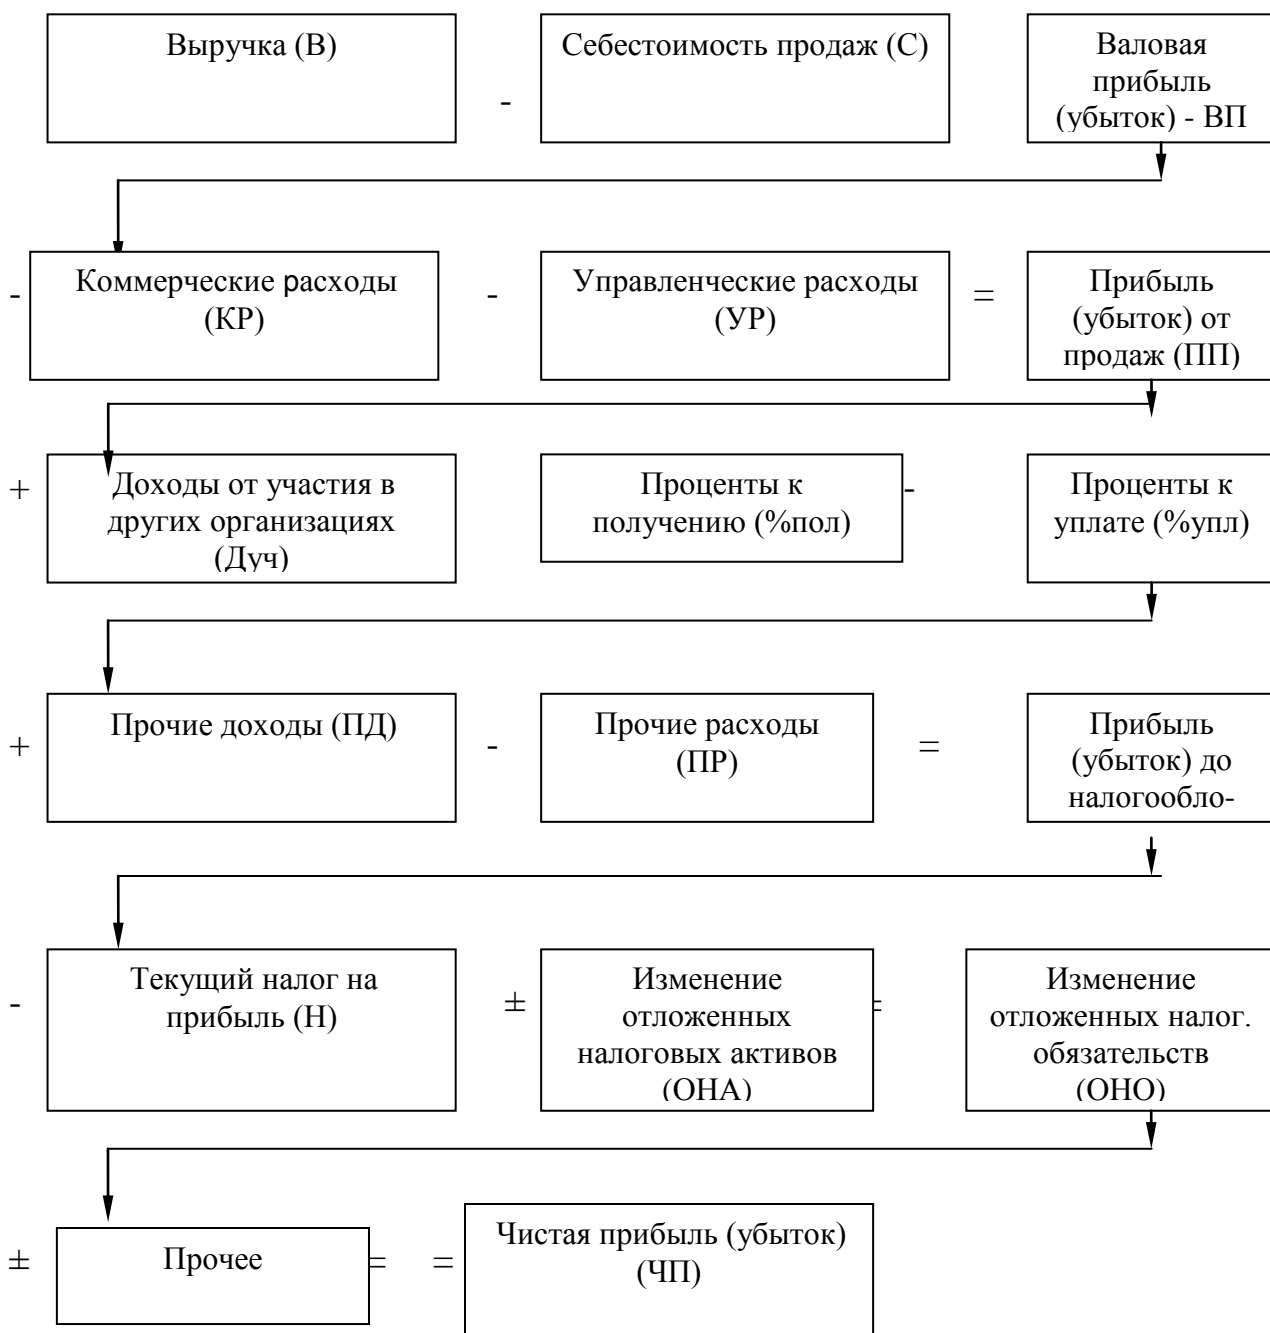 Выручка (В)
-
Себестоимость продаж (С)
Валовая
прибыль
(убыток) - ВП
-
Коммерческие расходы
(КР)
-
Управленческие расходы
(УР)
=
Прибыль
(убыток) от
продаж (ПП)
+
Доходы от участия в
других организациях
(Дуч)
Проценты к
получению (%пол)
-
Проценты к
уплате (%упл)
+
Прочие доходы (ПД)
-
Прочие расходы
(ПР)
=
Прибыль
(убыток) до
налогообло-
-
Текущий налог на
прибыль (Н)
±
Изменение
отложенных
налоговых активов
(ОНА)
=
Изменение
отложенных налог.
обязательств
(ОНО)
±
Прочее
=
=
Чистая прибыль (убыток)
(ЧП)